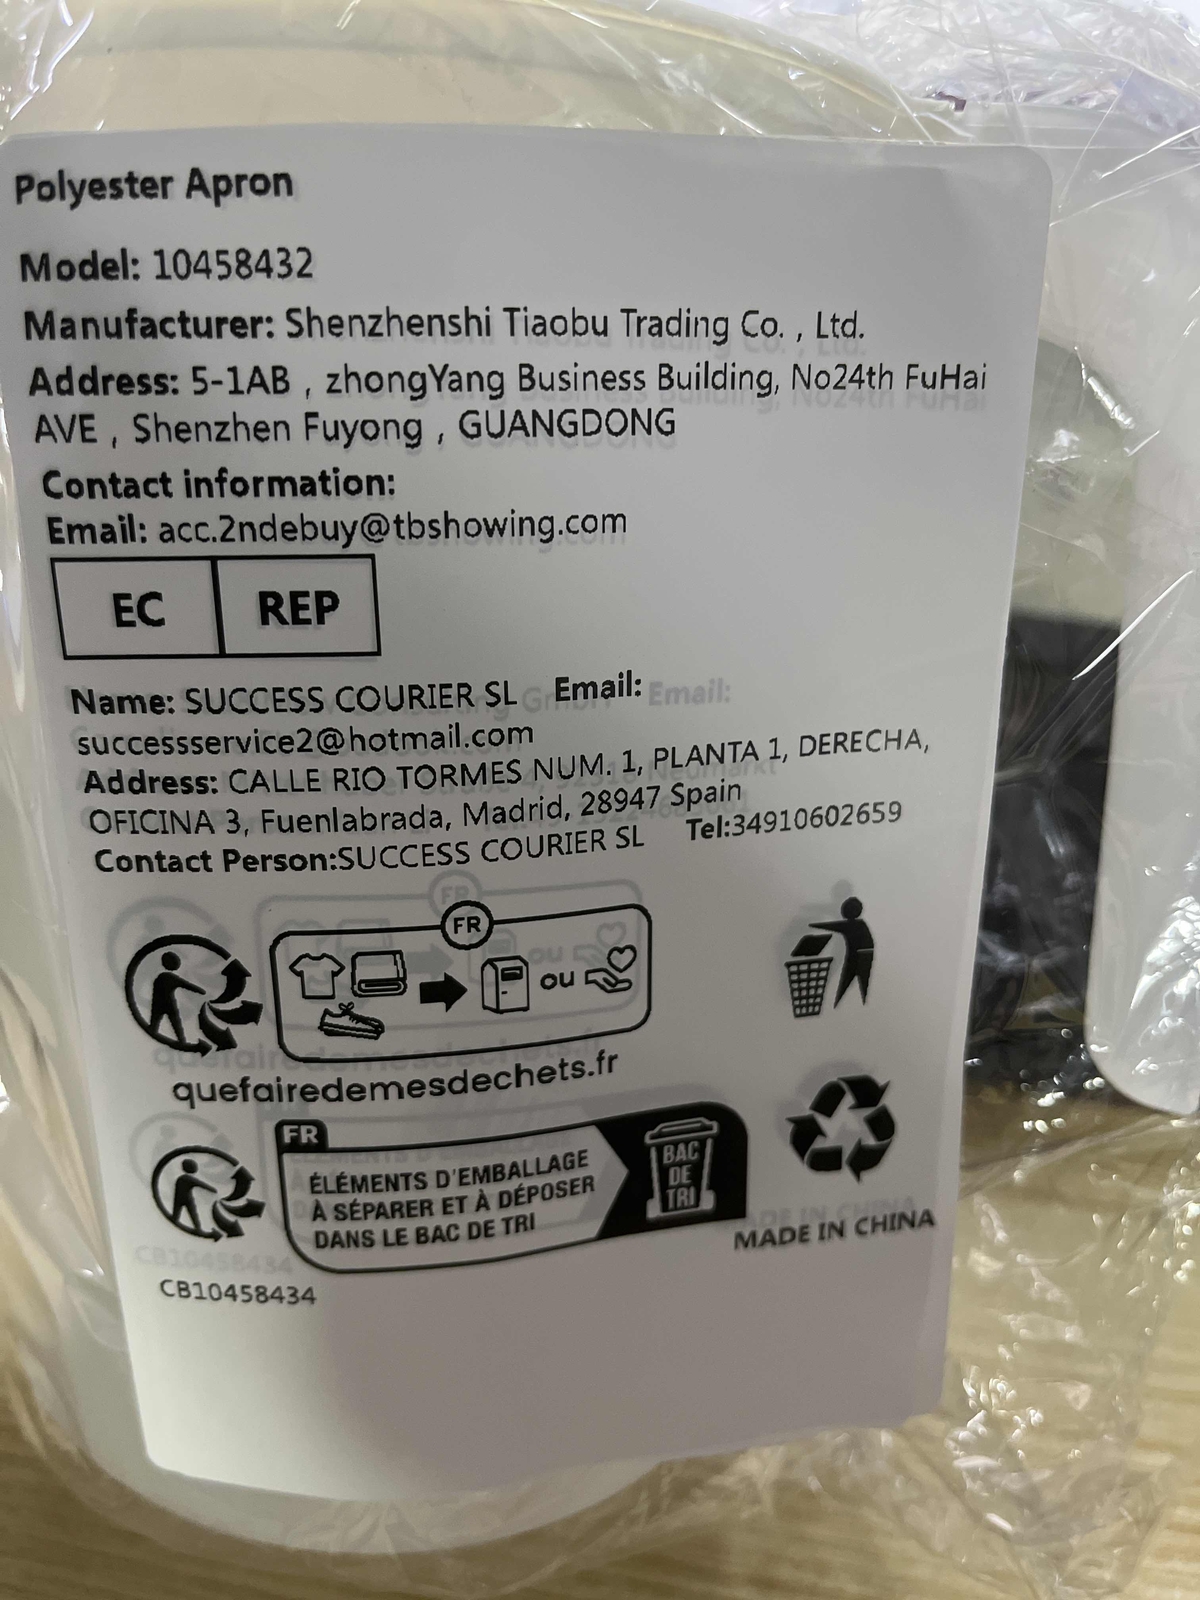 Polyester Apron
Model: 10458432
Manufacturer: Shenzhenshi Tiaobu Trading Co. , Ltd.
Address: 5-1AB , zhongYang Business Building, No24th FuHai
AVE , Shenzhen Fuyong , GUANGDONG
Contact information:
Email: acc.2ndebuy@tbshowing.com
EC REP
Name: SUCCESS COURIER SL Email:
successservice2@hotmail.com
Address: CALLE RIO TORMES NUM. 1, PLANTA 1, DERECHA,
OFICINA 3, Fuenlabrada, Madrid, 28947 Spain
Contact Person:SUCCESS COURIER SL Tel:34910602659
FR
ou
quefairedemesdechets.fr
FR
ÉLÉMENTS D'EMBALLAGE
À SÉPARER ET À DÉPOSER
DANS LE BAC DE TRI
BAC
DE
TRI
MADE IN CHINA
CB10458434